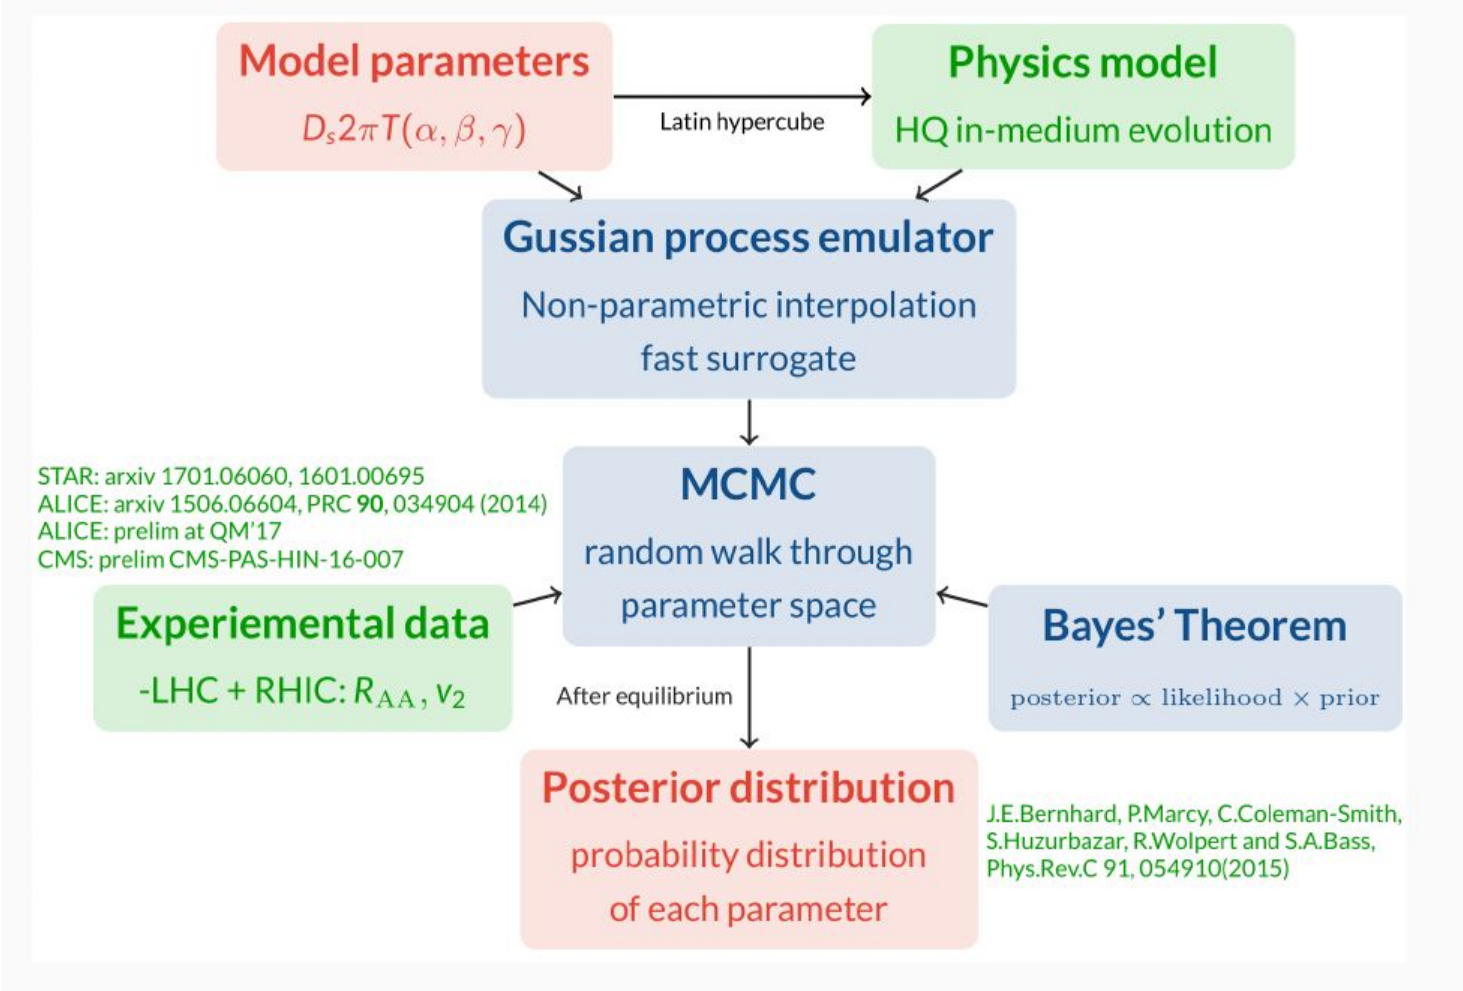 Model parameters
Dₛ2πT(α, β, γ)
Latin hypercube
Physics model
HQ in-medium evolution
Gussian process emulator
Non-parametric interpolation
fast surrogate
STAR: arxiv 1701.06060, 1601.00695
ALICE: arxiv 1506.06604, PRC 90, 034904 (2014)
ALICE: prelim at QM’17
CMS: prelim CMS-PAS-HIN-16-007
MCMC
random walk through
parameter space
Experiemental data
-LHC + RHIC: R_AA, v₂
Bayes’ Theorem
posterior ∝ likelihood × prior
After equilibrium
Posterior distribution
probability distribution
of each parameter
J.E.Bernhard, P.Marcy, C.Coleman-Smith,
S.Huzurbazar, R.Wolpert and S.A.Bass,
Phys.Rev.C 91, 054910(2015)